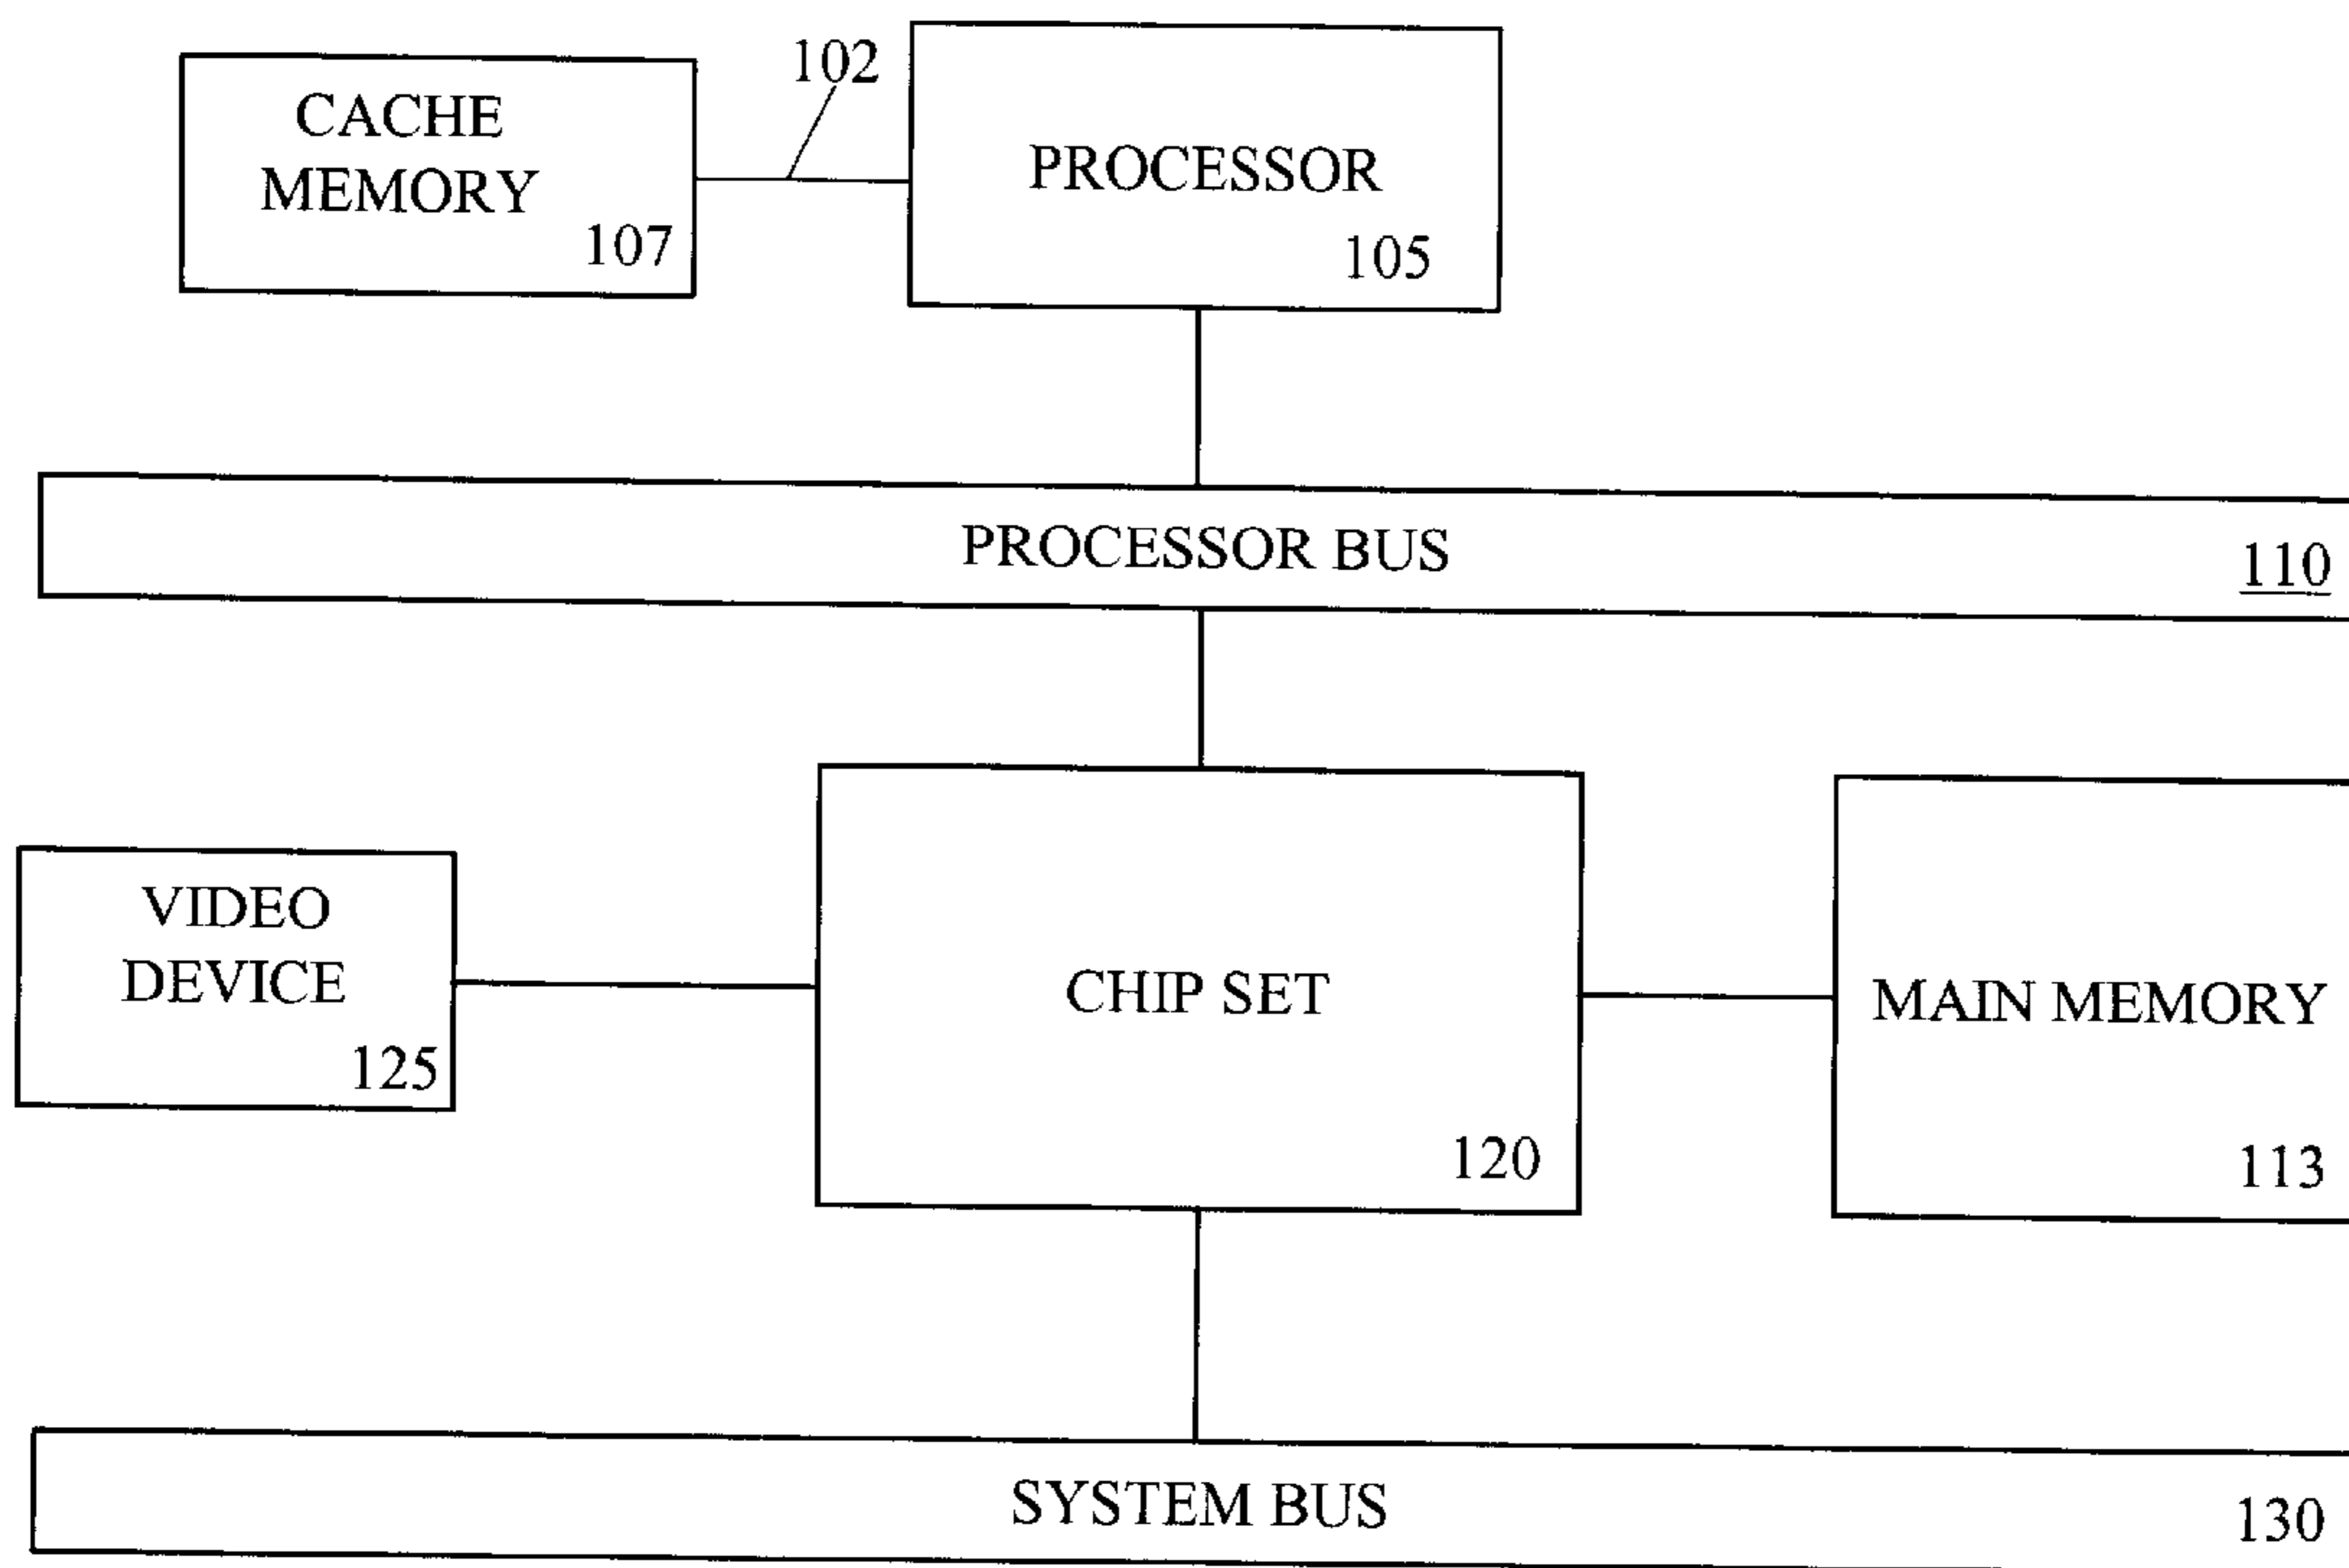 102
CACHE
MEMORY
107
PROCESSOR
105
PROCESSOR BUS
110
VIDEO
DEVICE
125
CHIP SET
120
MAIN MEMORY
113
SYSTEM BUS
130